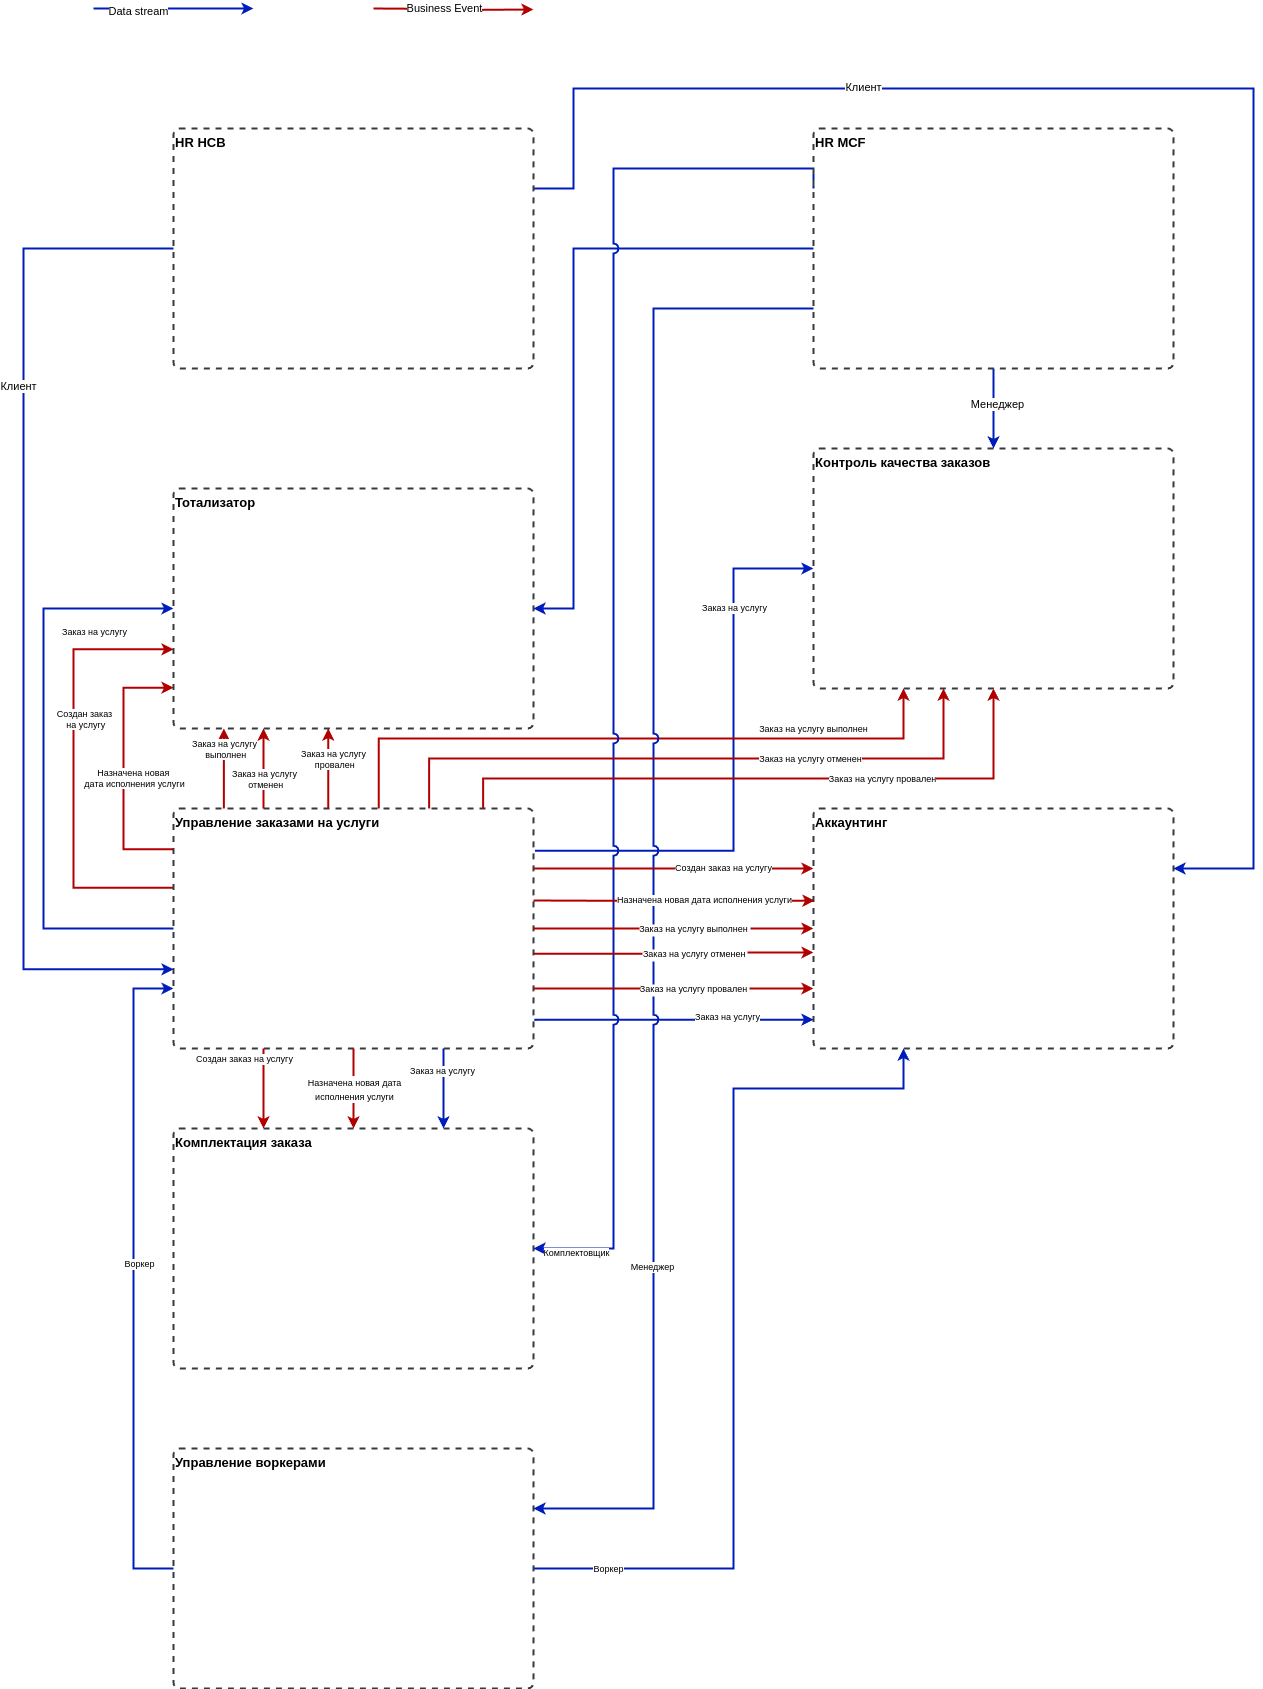 Data stream
Business Event
Клиент
HR HCB
HR MCF
Клиент
Менеджер
Контроль качества заказов
Тотализатор
Заказ на услугу
Заказ на услугу
Создан заказ
на услугу
Заказ на услугу выполнен
Заказ на услугу
выполнен
Заказ на услугу
провален
Заказ на услугу отменен
Назначена новая
дата исполнения услуги
Заказ на услугу
отменен
Заказ на услугу провален
Управление заказами на услуги
Аккаунтинг
Создан заказ на услугу
Назначена новая дата исполнения услуги
Заказ на услугу выполнен
Заказ на услугу отменен
Заказ на услугу провален
Заказ на услугу
Создан заказ на услугу
Заказ на услугу
Назначена новая дата
исполнения услуги
Комплектация заказа
Комплектовщик
Воркер
Менеджер
Управление воркерами
Воркер